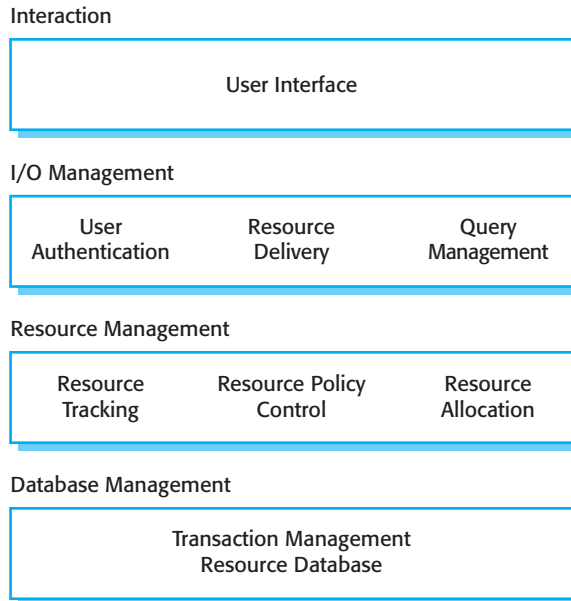 Interaction
User Interface
I/O Management
User
Authentication
Resource
Delivery
Query
Management
Resource Management
Resource
Tracking
Resource Policy
Control
Resource
Allocation
Database Management
Transaction Management
Resource Database